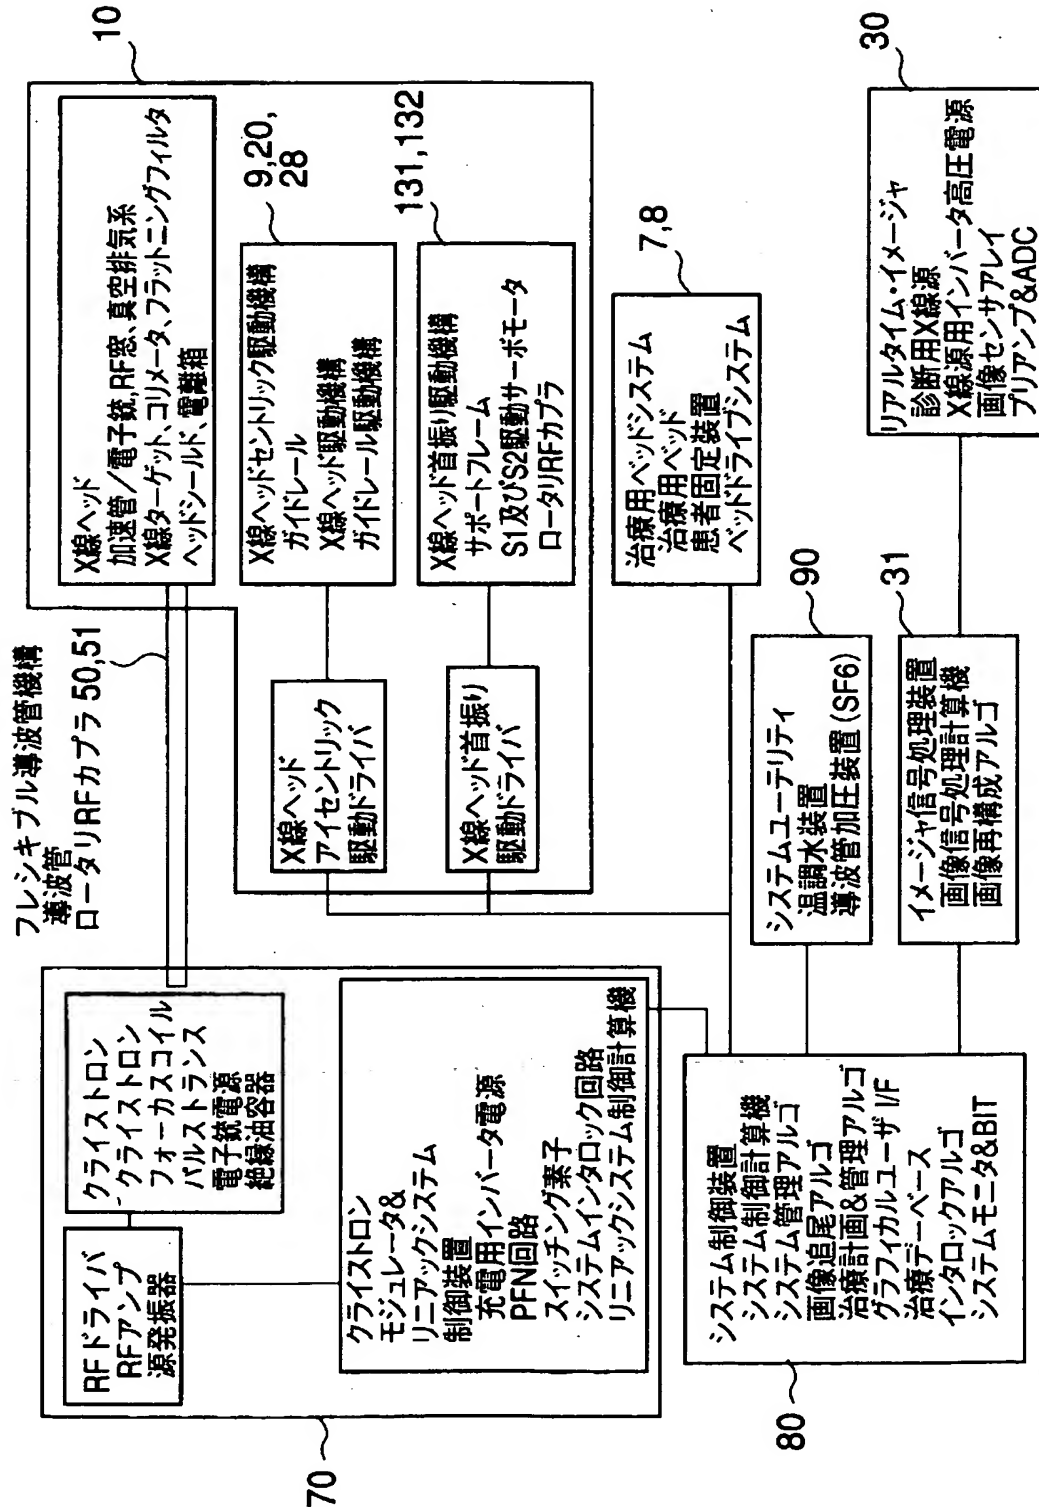 10
X線ヘッド
加速管／電子銃,RF窓、真空排気系
X線ターゲット、コリメータ、フラットニングフィルタ
ヘッドシールド、電離箱
9,20,
28
X線ヘッドセントリック駆動機構
ガイドレール
X線ヘッド駆動機構
ガイドレール駆動機構
131,132
X線ヘッド首振り駆動機構
サポートフレーム
S1及びS2駆動サーボモータ
ロータリRFカプラ
X線ヘッド
アイセントリック
駆動ドライバ
X線ヘッド首振り
駆動ドライバ
フレシキブル導波管機構
導波管
ロータリRFカプラ 50,51
7,8
治療用ベッドシステム
治療用ベッド
患者固定装置
ベッドドライブシステム
30
リアルタイム・イメージャ
診断用X線源
X線源用インバータ高圧電源
画像センサアレイ
プリアンプ&ADC
90
システムユーテリティ
温調水装置
導波管加圧装置(SF6)
31
イメージャ信号処理装置
画像信号処理計算機
画像再構成アルゴ
クライストロン
クライストロン
フォーカスコイル
パルストランス
電子銃電源
絶縁油容器
RFドライバ
RFアンプ
源発振器
クライストロン
モジュレータ&
リニアックシステム
制御装置
充電用インバータ電源
PFN回路
スイッチング素子
システムインタロック回路
リニアックシステム制御計算機
70
システム制御装置
システム制御計算機
システム管理アルゴ
画像追尾アルゴ
治療計画&管理アルゴ
グラフィカルユーザI/F
治療デーベース
インタロックアルゴ
システムモニタ&BIT
80